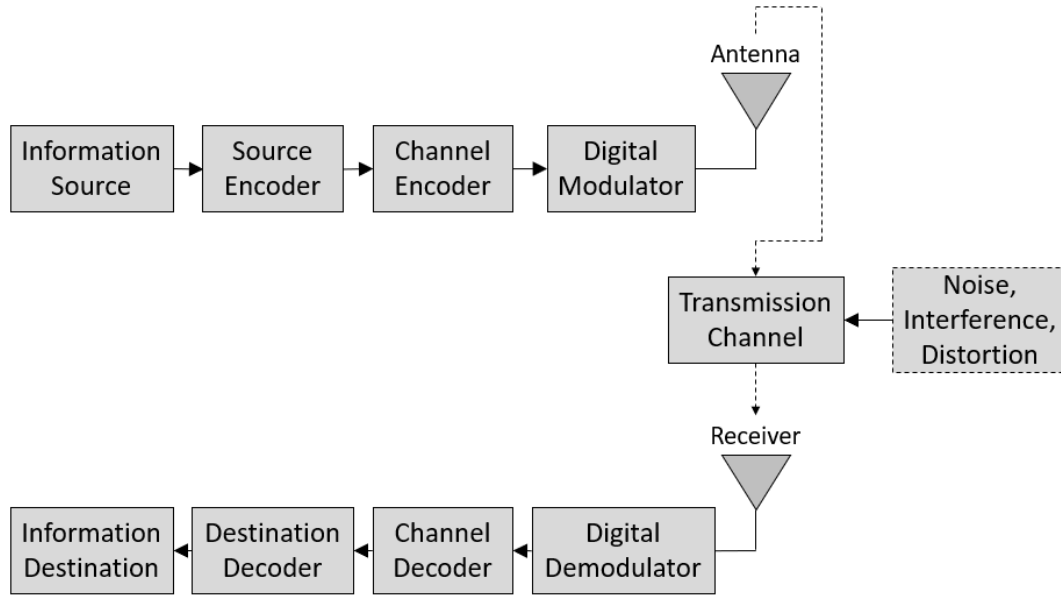 Antenna
Information
Source
Source
Encoder
Channel
Encoder
Digital
Modulator
Transmission
Channel
Noise,
Interference,
Distortion
Receiver
Information
Destination
Destination
Decoder
Channel
Decoder
Digital
Demodulator